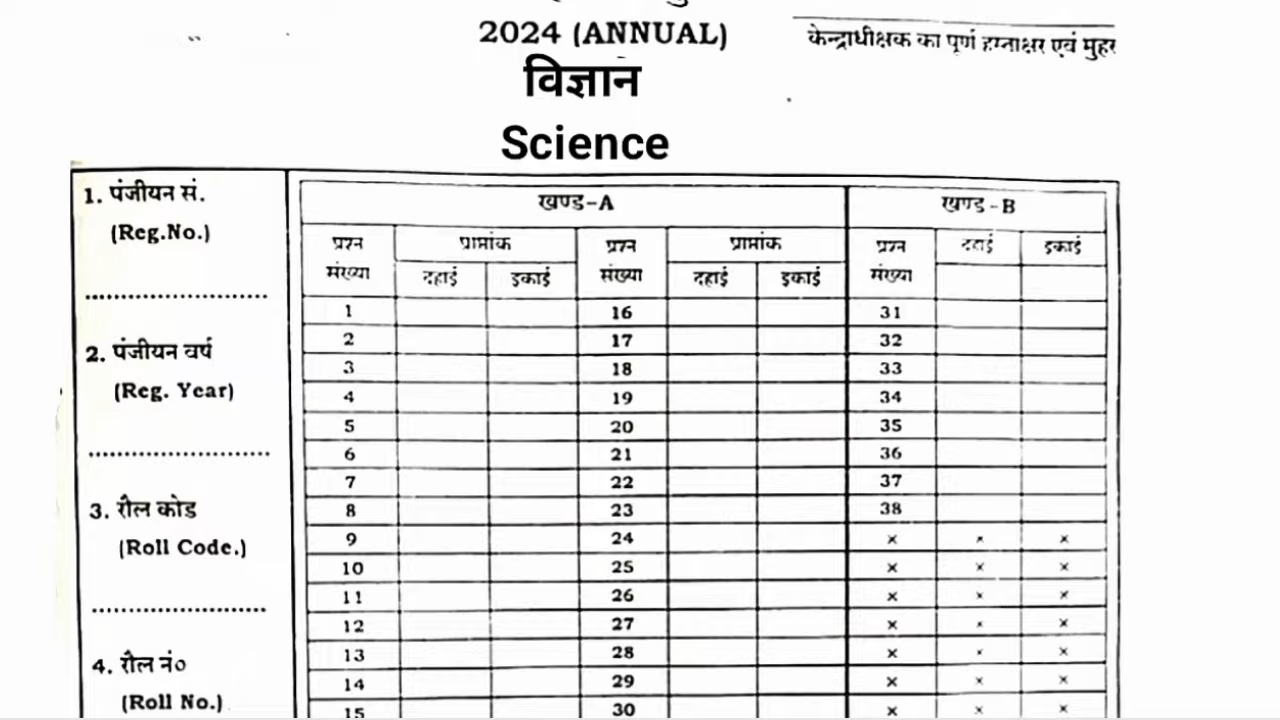 2024 (ANNUAL)
केन्द्राधीक्षक का पूर्ण हस्ताक्षर एवं मुहर
विज्ञान
Science
1. पंजीयन सं.
(Reg.No.)
........................
2. पंजीयन वर्ष
(Reg. Year)
........................
3. रौल कोड
(Roll Code.)
........................
4. रौल नं०
(Roll No.)
खण्ड-A खण्ड-B
प्रश्न संख्या प्राप्तांक प्रश्न संख्या प्राप्तांक प्रश्न संख्या दहाई इकाई
दहाई इकाई दहाई इकाई
1 16 31
2 17 32
3 18 33
4 19 34
5 20 35
6 21 36
7 22 37
8 23 38
9 24 × × ×
10 25 × × ×
11 26 × × ×
12 27 × × ×
13 28 × × ×
14 29 × × ×
15 30 × × ×